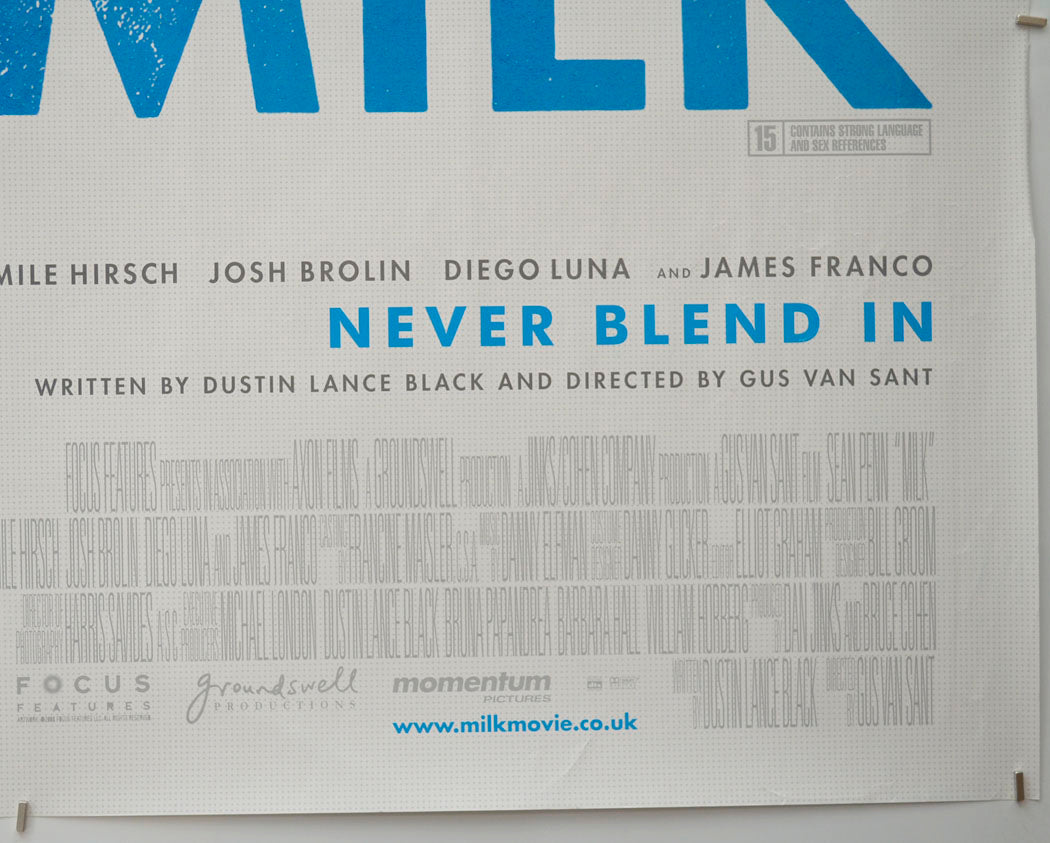 MILK
15 CONTAINS STRONG LANGUAGE
AND SEX REFERENCES
MILE HIRSCH JOSH BROLIN DIEGO LUNA AND JAMES FRANCO
NEVER BLEND IN
WRITTEN BY DUSTIN LANCE BLACK AND DIRECTED BY GUS VAN SANT
FOCUS FEATURES PRESENTS IN ASSOCIATION WITH AXON FILMS A GROUNDSWELL PRODUCTION A JINKS/COHEN COMPANY PRODUCTION A GUS VAN SANT FILM SEAN PENN "MILK"
ILE HIRSCH JOSH BROLIN DIEGO LUNA AND JAMES FRANCO CASTING BY FRANCINE MAISLER C.S.A. MUSIC BY DANNY ELFMAN COSTUME DESIGNER DANNY GLICKER EDITOR ELLIOT GRAHAM PRODUCTION DESIGNER BILL GROOM
DIRECTOR OF PHOTOGRAPHY HARRIS SAVIDES A.S.C. EXECUTIVE PRODUCERS MICHAEL LONDON DUSTIN LANCE BLACK BRUNA PAPANDREA BARBARA HALL WILLIAM HORBERG PRODUCED BY DAN JINKS AND BRUCE COHEN
WRITTEN BY DUSTIN LANCE BLACK DIRECTED BY GUS VAN SANT
FOCUS
FEATURES
groundswell
PRODUCTIONS
momentum
PICTURES
www.milkmovie.co.uk